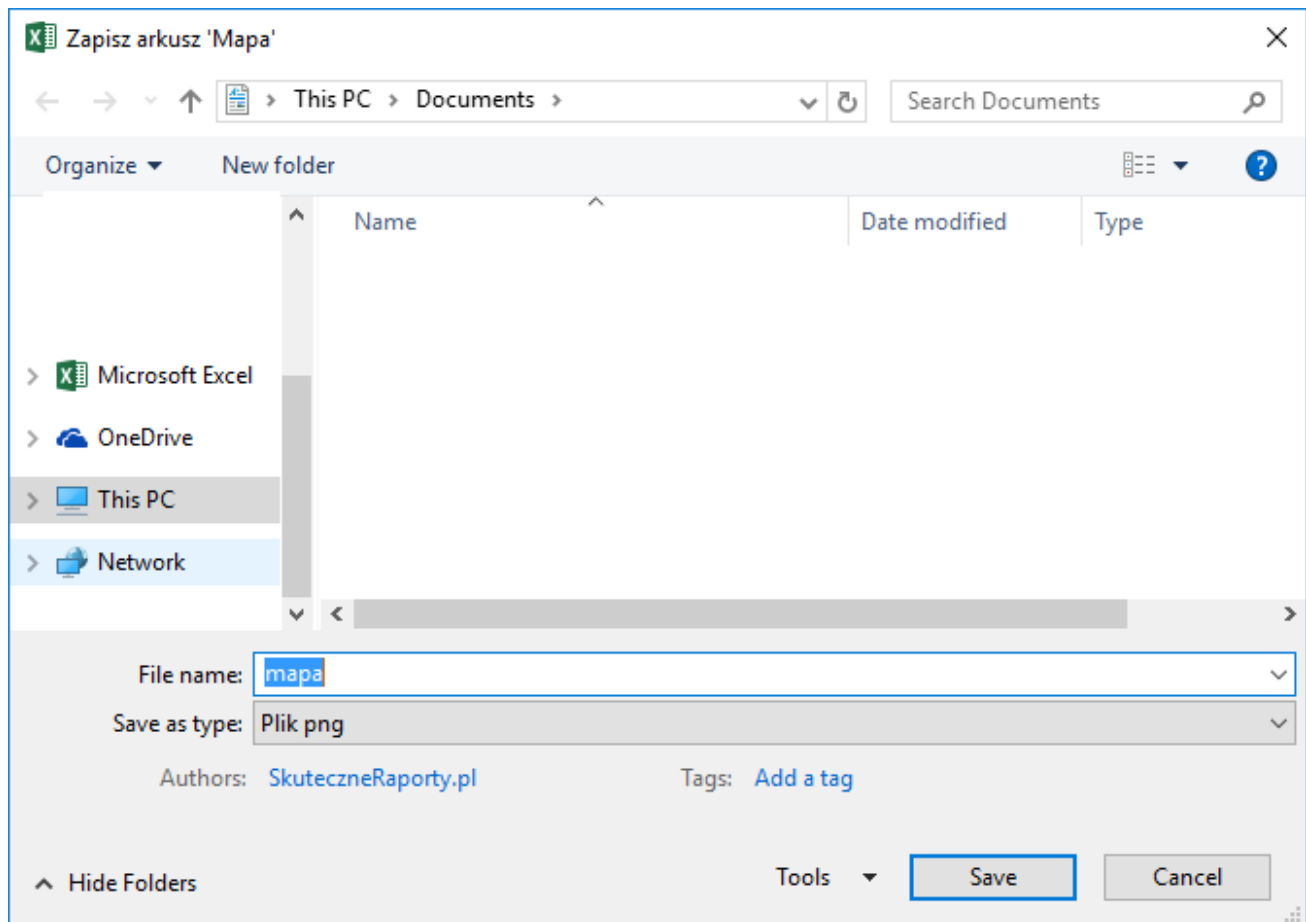 Zapisz arkusz 'Mapa'
This PC > Documents >
Search Documents
Organize
New folder
Name
Date modified
Type
Microsoft Excel
OneDrive
This PC
Network
File name: mapa
Save as type: Plik png
Authors: SkuteczneRaporty.pl
Tags: Add a tag
Hide Folders
Tools
Save
Cancel